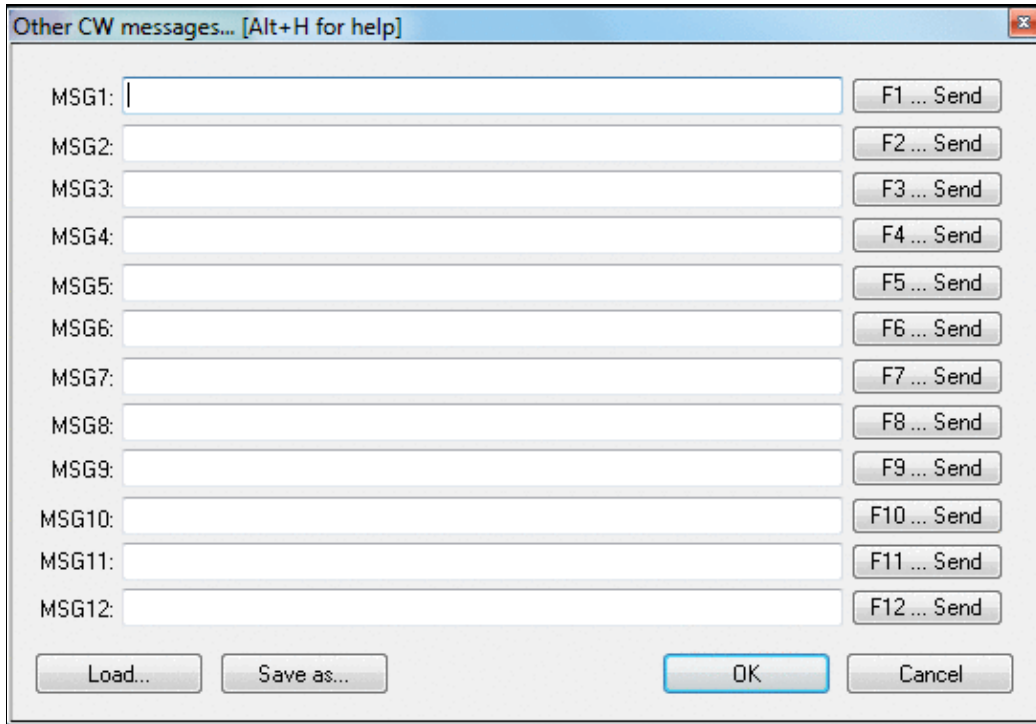 Other CW messages... [Alt+H for help]
MSG1: F1 ... Send
MSG2: F2 ... Send
MSG3: F3 ... Send
MSG4: F4 ... Send
MSG5: F5 ... Send
MSG6: F6 ... Send
MSG7: F7 ... Send
MSG8: F8 ... Send
MSG9: F9 ... Send
MSG10: F10 ... Send
MSG11: F11 ... Send
MSG12: F12 ... Send
Load... Save as... OK Cancel